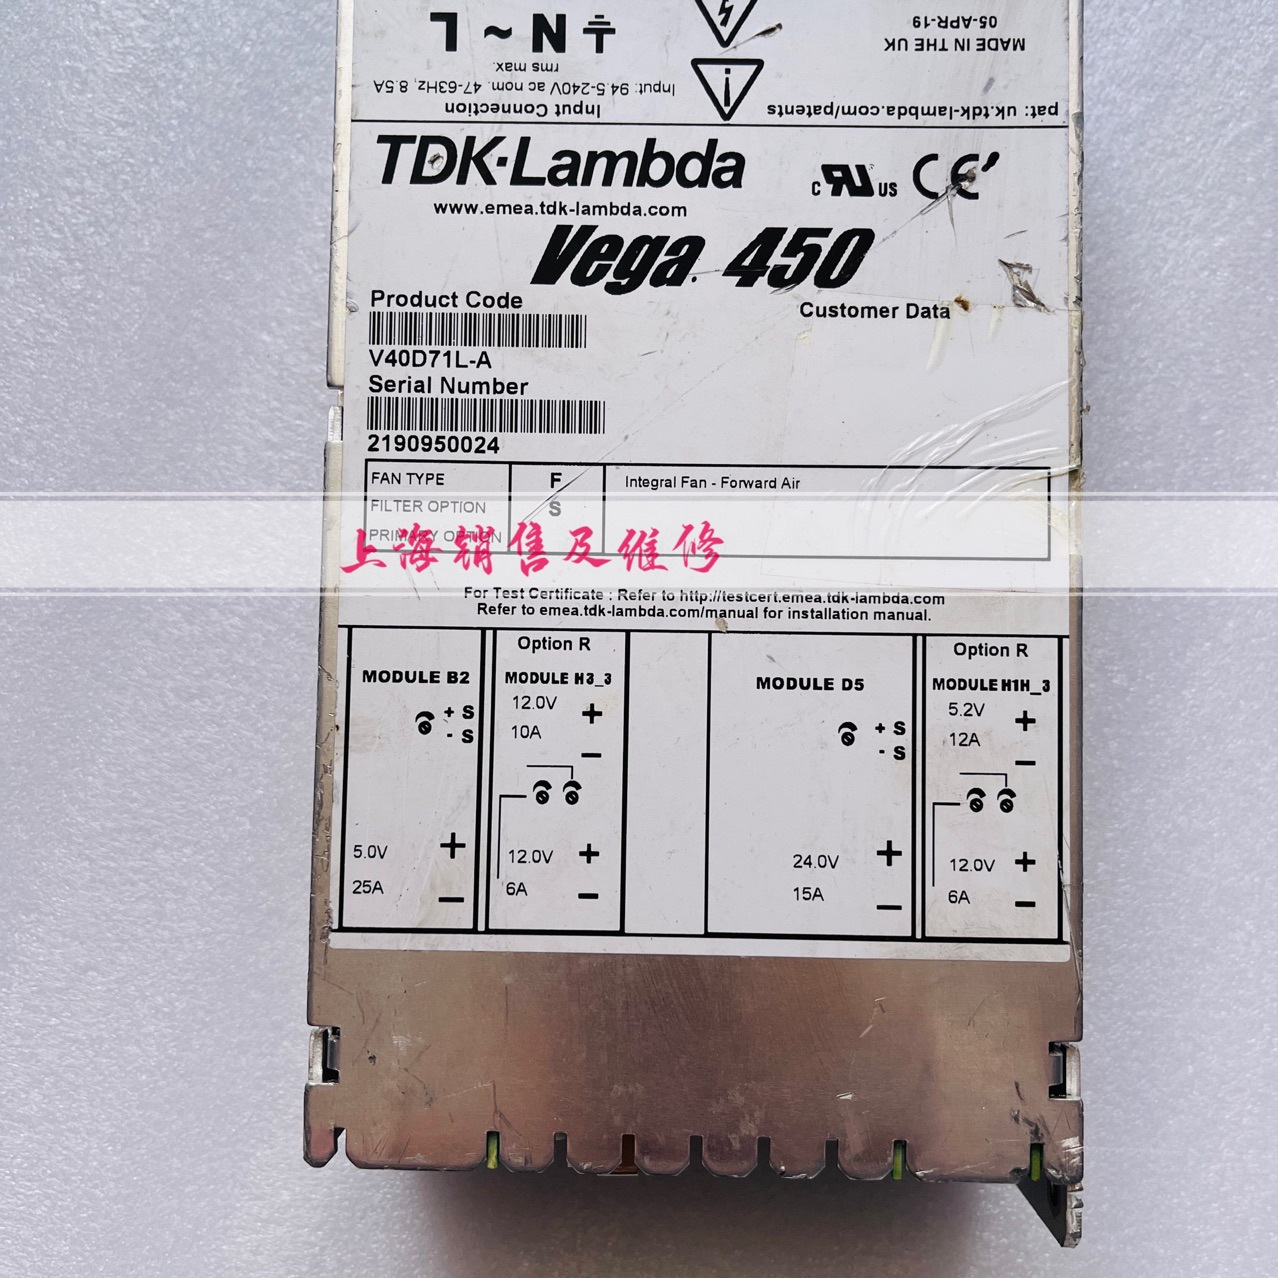 05-APR-19
MADE IN THE UK
L ~ N
rms max.
Input: 94.5-240V ac nom. 47-63Hz, 8.5A
Input Connection
pat: uk.tdk-lambda.com/patents
TDK-Lambda
c RU US CE
www.emea.tdk-lambda.com
Vega 450
Product Code
Customer Data
V40D71L-A
Serial Number
2190950024
FAN TYPE F Integral Fan - Forward Air
FILTER OPTION S
PRIMARY OPTION
上海销售及维修
For Test Certificate : Refer to http://testcert.emea.tdk-lambda.com
Refer to emea.tdk-lambda.com/manual for installation manual.
MODULE B2
+ S
- S
5.0V +
25A −
Option R
MODULE H3_3
12.0V +
10A −
12.0V +
6A −
MODULE D5
+ S
- S
24.0V +
15A −
Option R
MODULE H1H_3
5.2V +
12A −
12.0V +
6A −